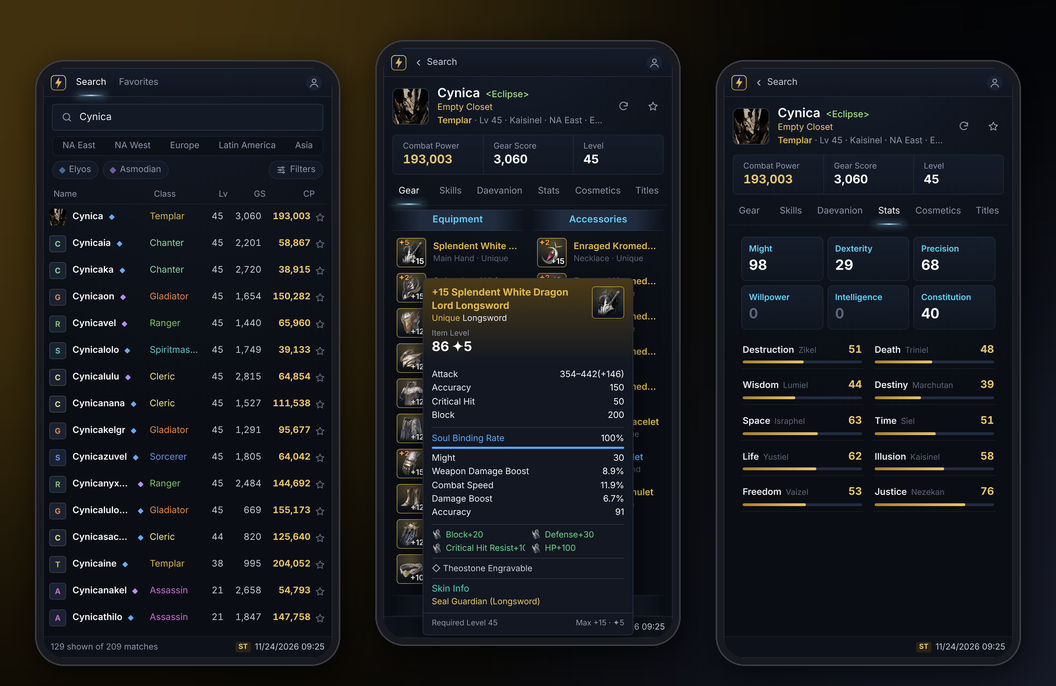 Search Favorites
Cynica
NA East NA West Europe Latin America Asia
Elyos Asmodian Filters
Name Class Lv GS CP
Cynica Templar 45 3,060 193,003
C Cynicaia Chanter 45 2,201 58,867
C Cynicaka Chanter 45 2,720 38,915
G Cynicaon Gladiator 45 1,654 150,282
R Cynicavel Ranger 45 1,440 65,960
S Cynicalolo Spiritmas... 45 1,749 39,133
C Cynicalulu Cleric 45 2,815 64,854
C Cynicanana Cleric 45 1,527 111,538
G Cynicakelgr Gladiator 45 1,291 95,677
S Cynicazuvel Sorcerer 45 1,805 64,042
R Cynicanyx... Ranger 45 2,484 144,692
G Cynicalulo... Gladiator 45 669 155,173
C Cynicasac... Cleric 44 820 125,640
T Cynicaine Templar 38 995 204,052
A Cynicanakel Assassin 21 2,658 54,793
A Cynicathilo Assassin 21 1,847 147,758
129 shown of 209 matches ST 11/24/2026 09:25
Search
Cynica <Eclipse>
Empty Closet
Templar · Lv 45 · Kaisinel · NA East · E...
Combat Power Gear Score Level
193,003 3,060 45
Gear Skills Daevanion Stats Cosmetics Titles
Equipment Accessories
+5 +15 Splendent White ... +2 +15 Enraged Kromed...
Main Hand · Unique Necklace · Unique
+15 Splendent White Dragon
Lord Longsword
Unique Longsword
Item Level
86 ✦5
Attack 354–442(+146)
Accuracy 150
Critical Hit 50
Block 200
Soul Binding Rate 100%
Might 30
Weapon Damage Boost 8.9%
Combat Speed 11.9%
Damage Boost 6.7%
Accuracy 91
Block+20 Defense+30
Critical Hit Resist+10 HP+100
Theostone Engravable
Skin Info
Seal Guardian (Longsword)
Required Level 45 Max +15 · ✦5
6 09:25
Search
Cynica <Eclipse>
Empty Closet
Templar · Lv 45 · Kaisinel · NA East · E...
Combat Power Gear Score Level
193,003 3,060 45
Gear Skills Daevanion Stats Cosmetics Titles
Might Dexterity Precision
98 29 68
Willpower Intelligence Constitution
0 0 40
Destruction Zikel 51 Death Triniel 48
Wisdom Lumiel 44 Destiny Marchutan 39
Space Israphel 63 Time Siel 51
Life Yustiel 62 Illusion Kaisinel 58
Freedom Vaizel 53 Justice Nezekan 76
ST 11/24/2026 09:25